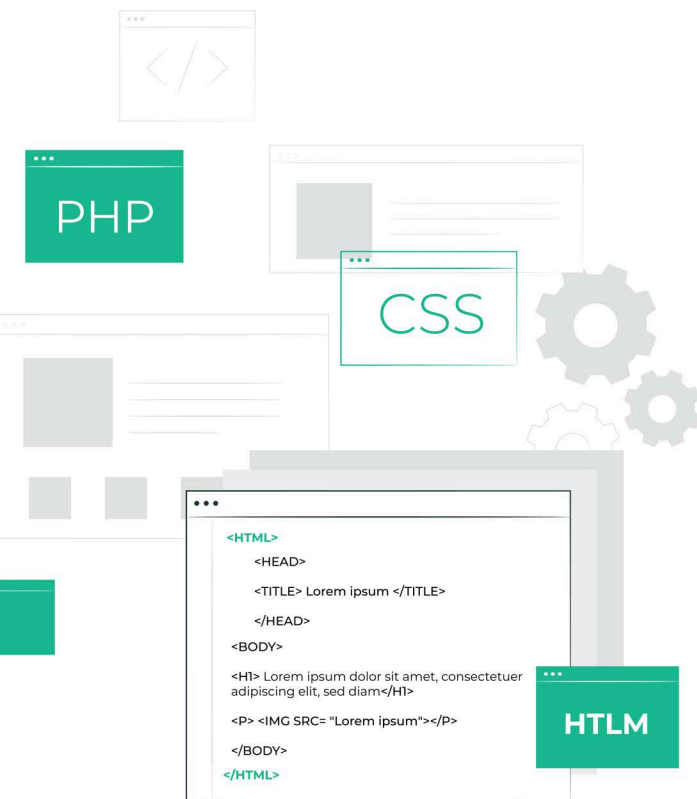 </>
PHP
CSS
<HTML>
<HEAD>
<TITLE> Lorem ipsum </TITLE>
</HEAD>
<BODY>
<H1> Lorem ipsum dolor sit amet, consectetuer
adipiscing elit, sed diam</H1>
<P> <IMG SRC= "Lorem ipsum"></P>
</BODY>
</HTML>
HTLM